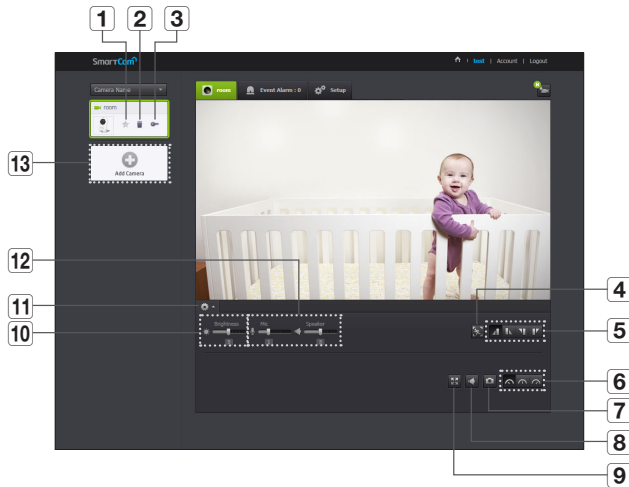 1 2 3
SmarTCam
test | Account | Logout
Camera Name
room
Event Alarm : 0
Setup
room
13
Add Camera
12
4
11
5
10
Brightness
Mic
Speaker
6
7
8
9